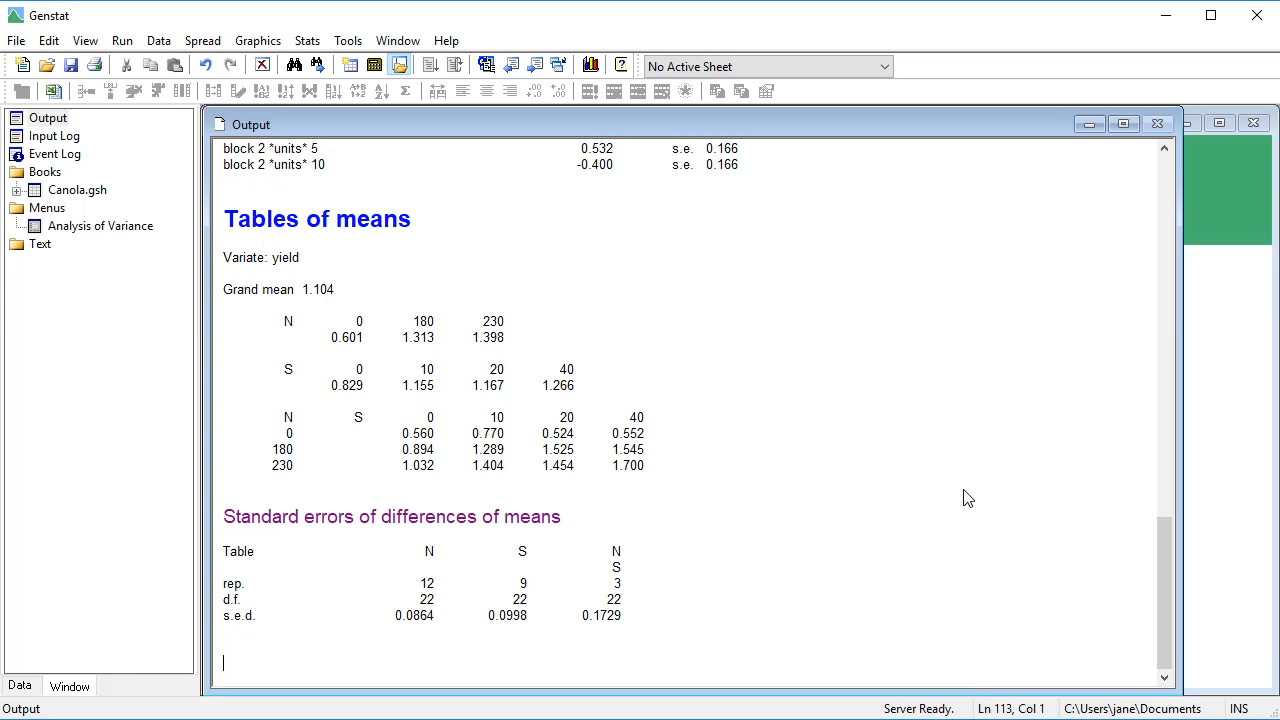 Genstat
File Edit View Run Data Spread Graphics Stats Tools Window Help
No Active Sheet
Output
Input Log
Event Log
Books
Canola.gsh
Menus
Analysis of Variance
Text
Data Window
Output
block 2 *units* 5 0.532 s.e. 0.166
block 2 *units* 10 -0.400 s.e. 0.166
Tables of means
Variate: yield
Grand mean 1.104
N 0 180 230
0.601 1.313 1.398
S 0 10 20 40
0.829 1.155 1.167 1.266
N S 0 10 20 40
0 0.560 0.770 0.524 0.552
180 0.894 1.289 1.525 1.545
230 1.032 1.404 1.454 1.700
Standard errors of differences of means
Table N S N
S
rep. 12 9 3
d.f. 22 22 22
s.e.d. 0.0864 0.0998 0.1729
Output Server Ready. Ln 113, Col 1 C:\Users\jane\Documents INS